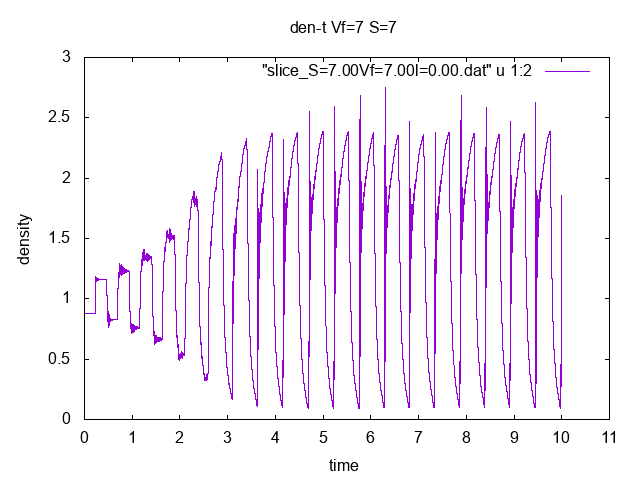 den-t Vf=7 S=7
"slice_S=7.00Vf=7.00I=0.00.dat" u 1:2
3
2.5
2
1.5
1
0.5
0
density
0 1 2 3 4 5 6 7 8 9 10 11
time